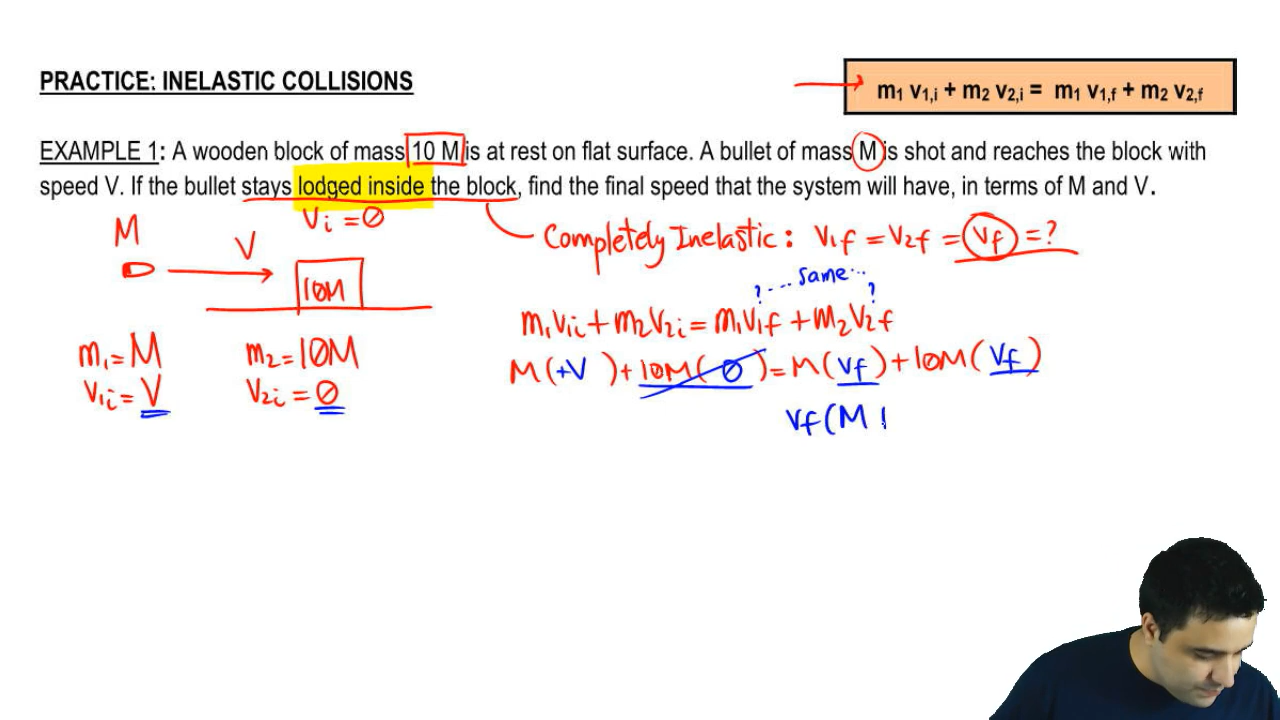 PRACTICE: INELASTIC COLLISIONS
m₁ v₁,ᵢ + m₂ v₂,ᵢ = m₁ v₁,f + m₂ v₂,f
EXAMPLE 1: A wooden block of mass 10 M is at rest on flat surface. A bullet of mass M is shot and reaches the block with
speed V. If the bullet stays lodged inside the block, find the final speed that the system will have, in terms of M and V.
M
V
Vi = 0
10M
m1 = M
V1i = V
m2 = 10M
V2i = 0
Completely Inelastic: V1f = V2f = Vf = ?
? .... same ... ?
m1V1i + m2V2i = m1V1f + m2V2f
M (+V ) + 10M( 0 ) = M (Vf) + 10M (Vf)
Vf(M